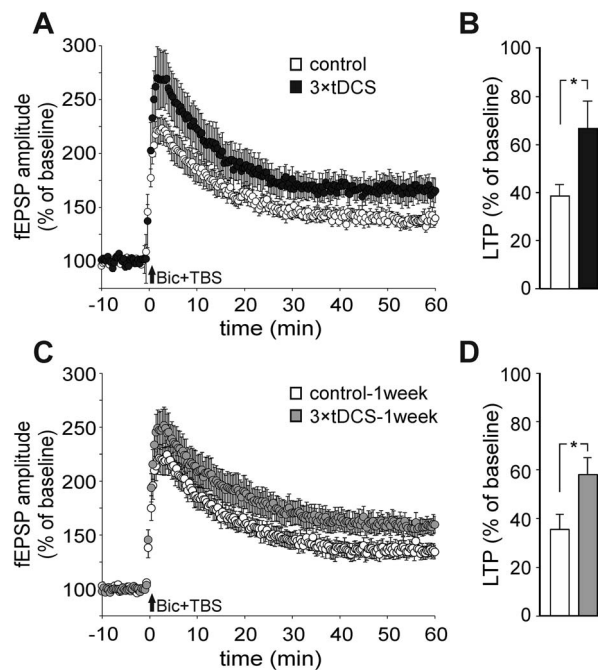 A
fEPSP amplitude
(% of baseline)
300
250
200
150
100
control
3×tDCS
Bic+TBS
-10 0 10 20 30 40 50 60
time (min)
B
LTP (% of baseline)
100
80
60
40
20
0
*
C
fEPSP amplitude
(% of baseline)
300
250
200
150
100
control-1week
3×tDCS-1week
Bic+TBS
-10 0 10 20 30 40 50 60
time (min)
D
LTP (% of baseline)
100
80
60
40
20
0
*